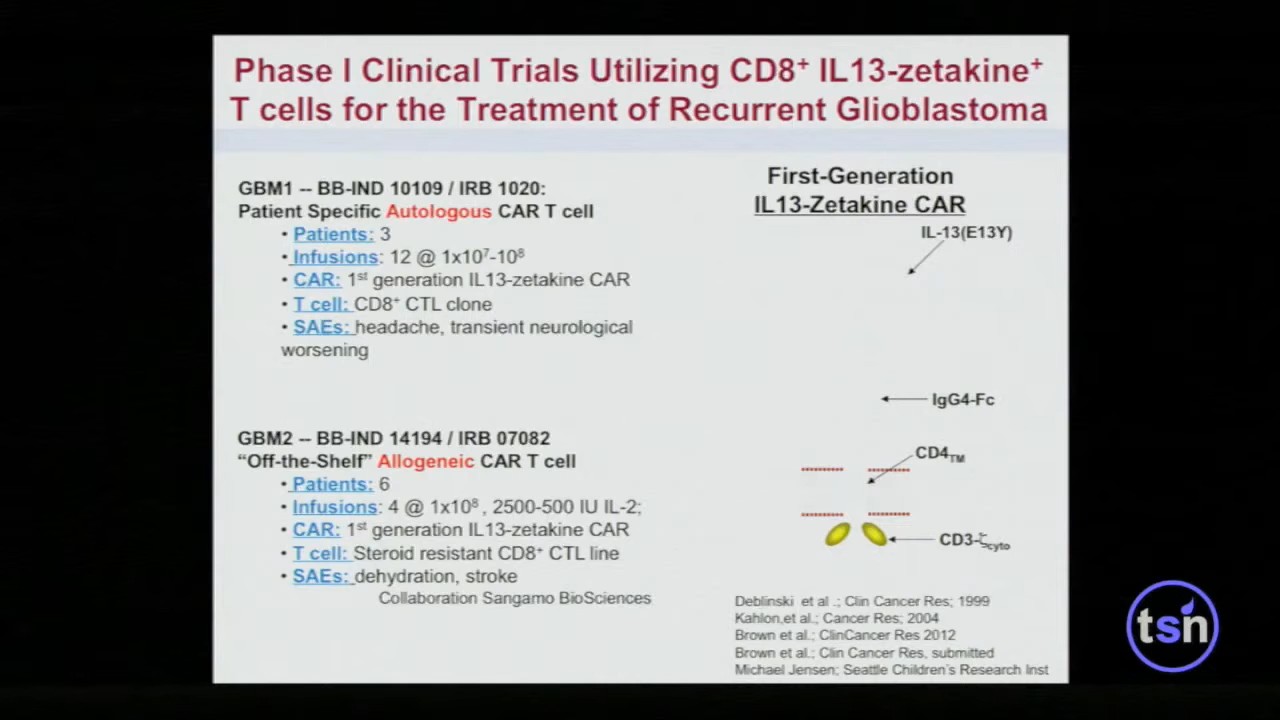 Phase I Clinical Trials Utilizing CD8+ IL13-zetakine+
T cells for the Treatment of Recurrent Glioblastoma
GBM1 -- BB-IND 10109 / IRB 1020:
Patient Specific Autologous CAR T cell
• Patients: 3
• Infusions: 12 @ 1x10⁷-10⁸
• CAR: 1st generation IL13-zetakine CAR
• T cell: CD8+ CTL clone
• SAEs: headache, transient neurological
worsening
GBM2 -- BB-IND 14194 / IRB 07082
“Off-the-Shelf” Allogeneic CAR T cell
• Patients: 6
• Infusions: 4 @ 1x10⁸ , 2500-500 IU IL-2;
• CAR: 1st generation IL13-zetakine CAR
• T cell: Steroid resistant CD8+ CTL line
• SAEs: dehydration, stroke
Collaboration Sangamo BioSciences
First-Generation
IL13-Zetakine CAR
IL-13(E13Y)
IgG4-Fc
CD4TM
CD3-ζcyto
Deblinski et al .; Clin Cancer Res; 1999
Kahlon,et al.; Cancer Res; 2004
Brown et al.; ClinCancer Res 2012
Brown et al.; Clin Cancer Res, submitted
Michael Jensen; Seattle Children’s Research Inst
tsn